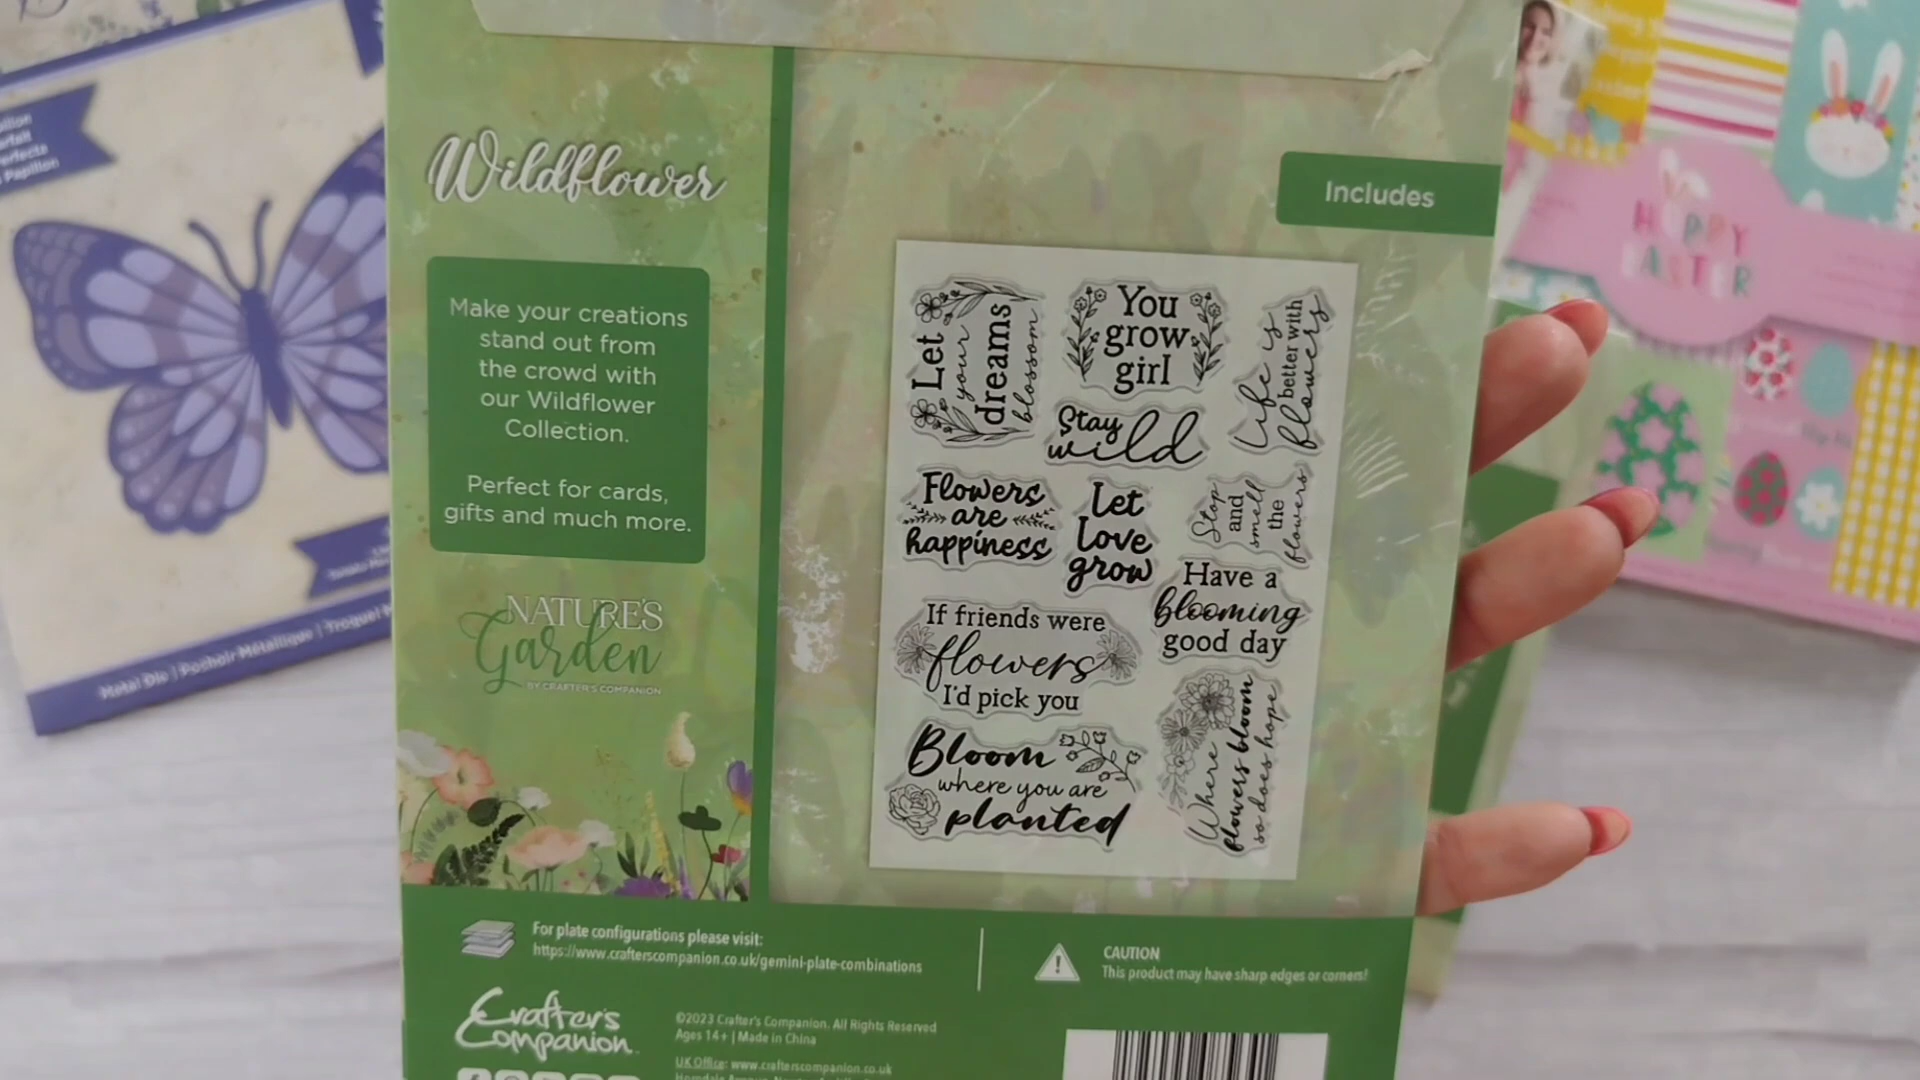 Wildflower
Make your creations
stand out from
the crowd with
our Wildflower
Collection.
Perfect for cards,
gifts and much more.
NATURE'S
Garden
BY CRAFTER'S COMPANION
Includes
Let
your
dreams
blossom
You
grow
girl
Life is
better with
flowers
Stay
wild
Flowers
are
happiness
Let
Love
grow
Stop
and
smell
the
flowers
Have a
blooming
good day
If friends were
flowers
I'd pick you
Bloom
where you are
planted
Where
flowers bloom
so does hope
For plate configurations please visit:
https://www.crafterscompanion.co.uk/gemini-plate-combinations
CAUTION
This product may have sharp edges or corners!
Crafter's
Companion
©2023 Crafter's Companion. All Rights Reserved
Ages 14+ | Made in China
UK Office: www.crafterscompanion.co.uk
Papillon
Metal Die | Pochoir Métallique | Troquel
HAPPY
EASTER